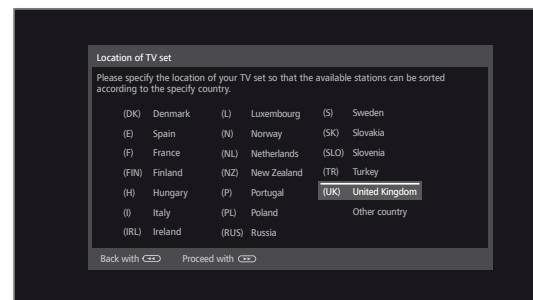 Location of TV set
Please specify the location of your TV set so that the available stations can be sorted
according to the specify country.
(DK) Denmark (L) Luxembourg (S) Sweden
(E) Spain (N) Norway (SK) Slovakia
(F) France (NL) Netherlands (SLO) Slovenia
(FIN) Finland (NZ) New Zealand (TR) Turkey
(H) Hungary (P) Portugal (UK) United Kingdom
(I) Italy (PL) Poland Other country
(IRL) Ireland (RUS) Russia
Back with Proceed with